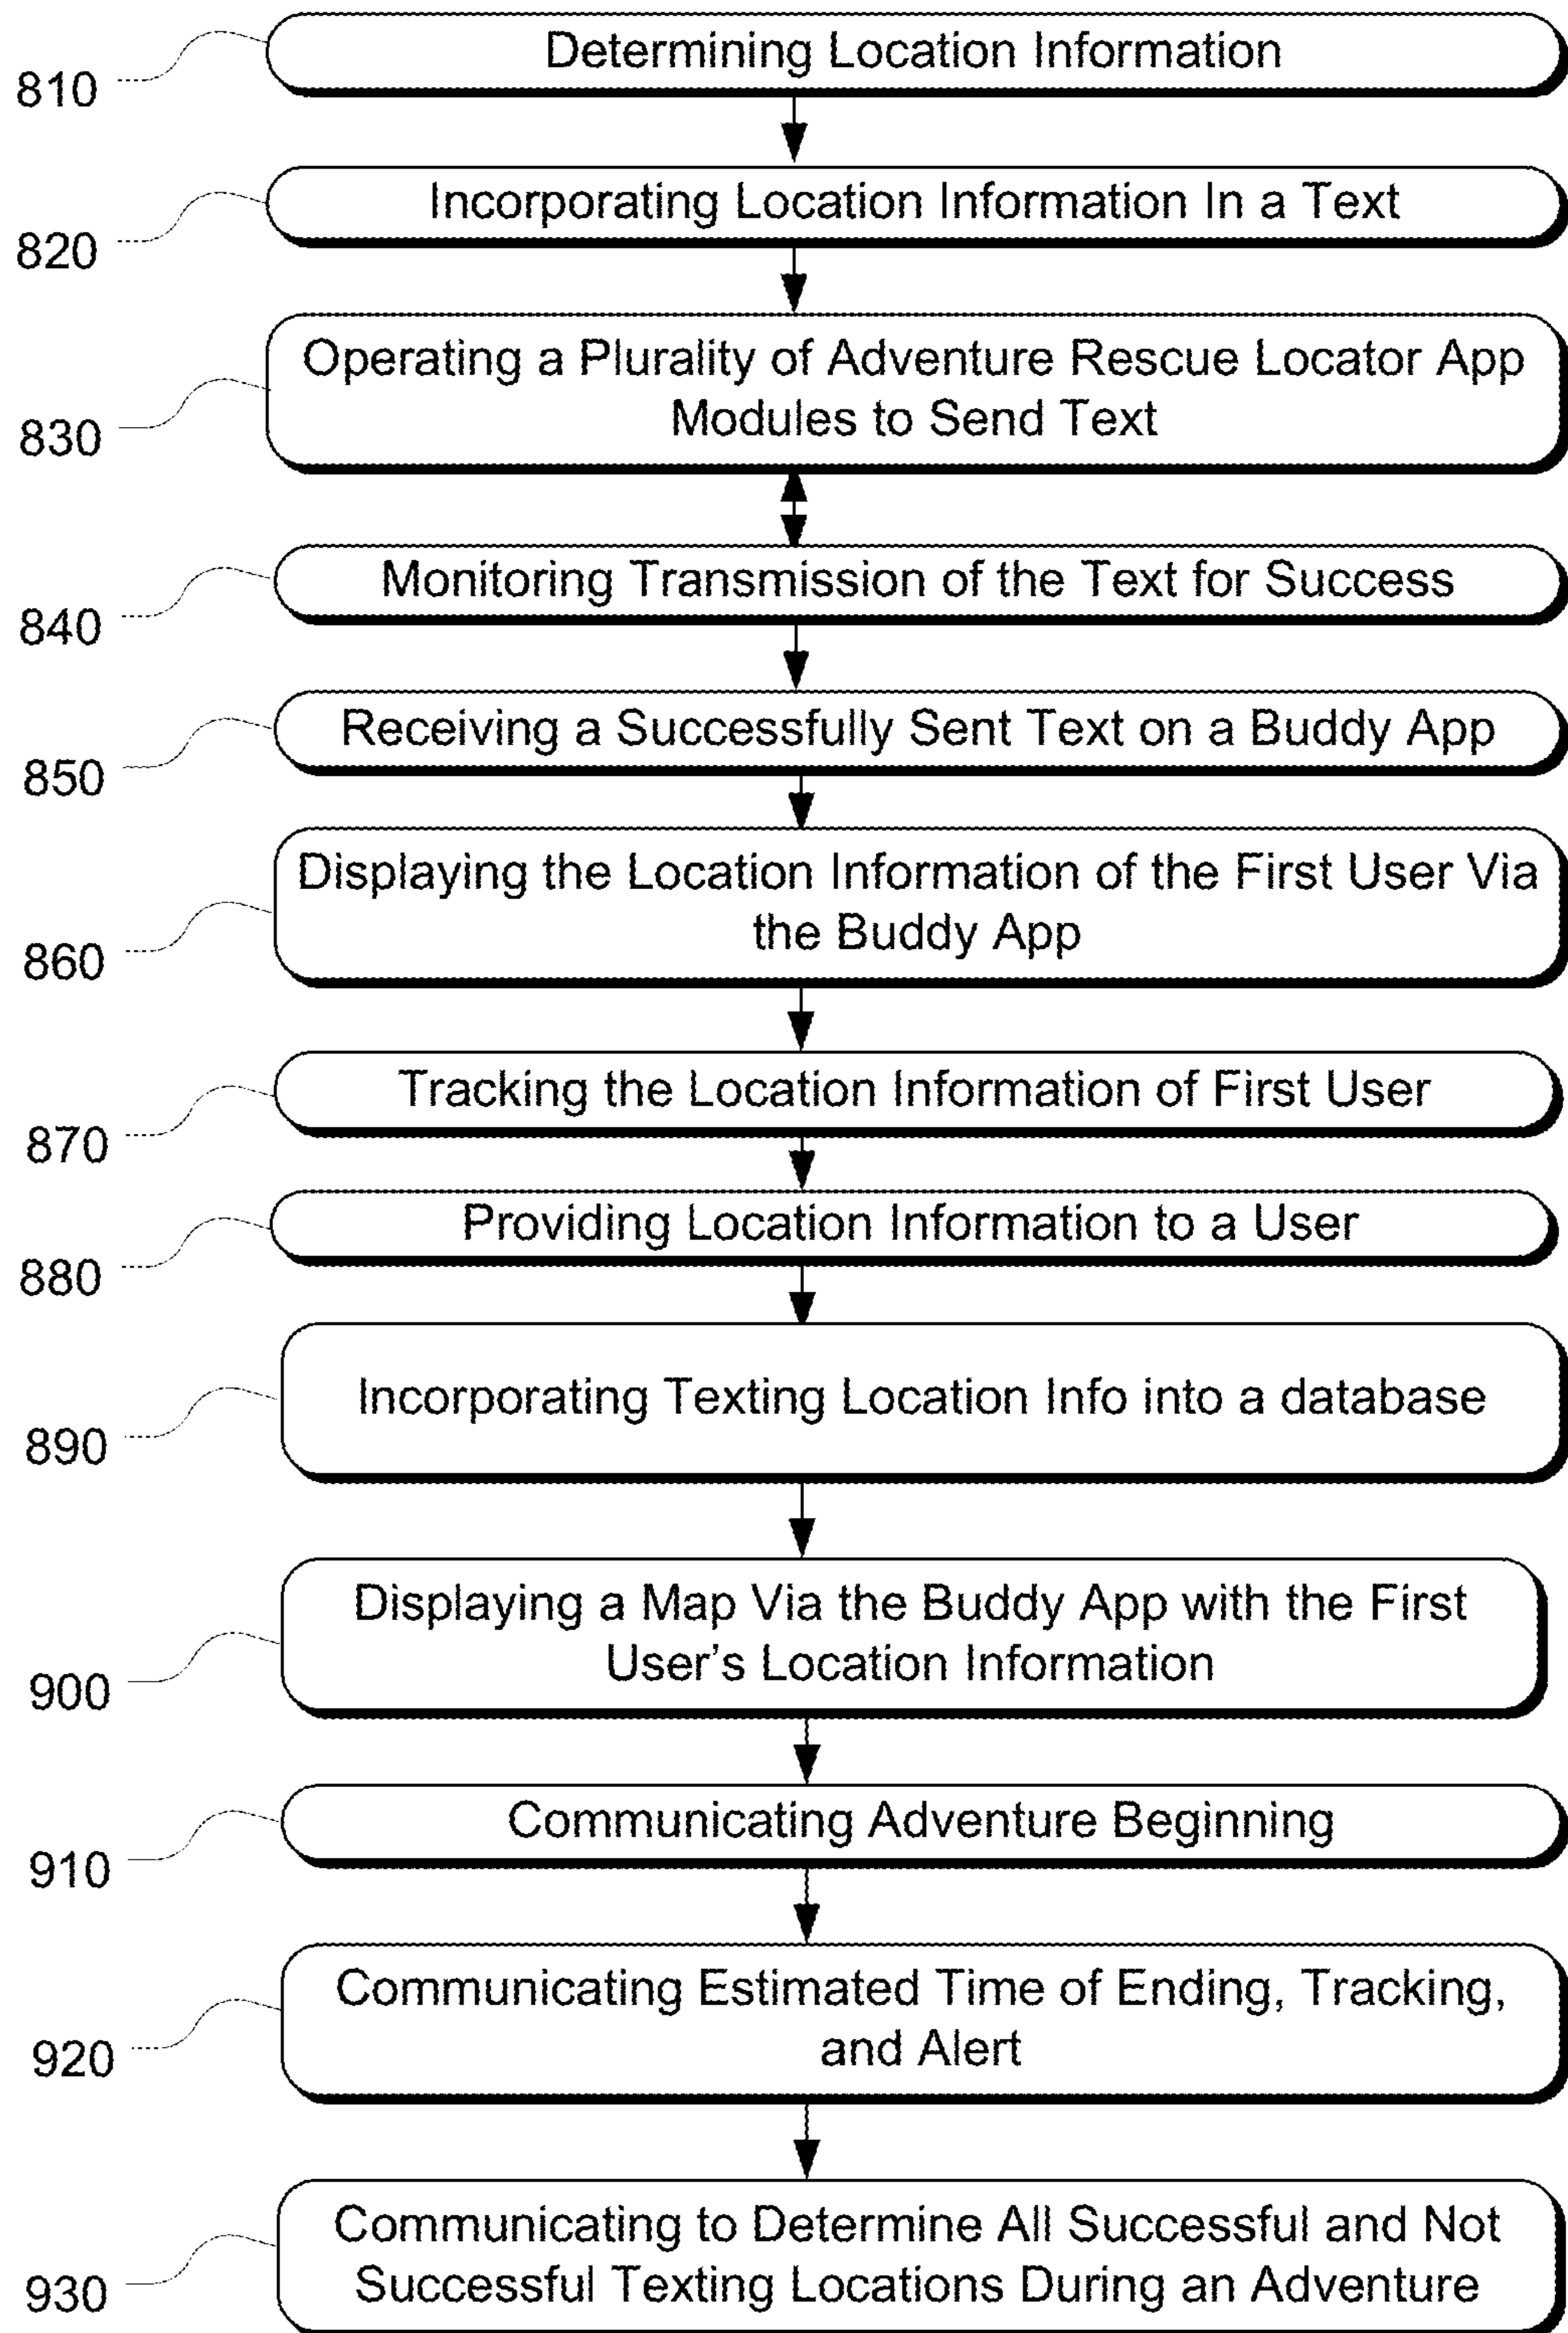 Determining Location Information
810
Incorporating Location Information In a Text
820
Operating a Plurality of Adventure Rescue Locator App
Modules to Send Text
830
Monitoring Transmission of the Text for Success
840
Receiving a Successfully Sent Text on a Buddy App
850
Displaying the Location Information of the First User Via
the Buddy App
860
Tracking the Location Information of First User
870
Providing Location Information to a User
880
Incorporating Texting Location Info into a database
890
Displaying a Map Via the Buddy App with the First
User's Location Information
900
Communicating Adventure Beginning
910
Communicating Estimated Time of Ending, Tracking,
and Alert
920
Communicating to Determine All Successful and Not
Successful Texting Locations During an Adventure
930